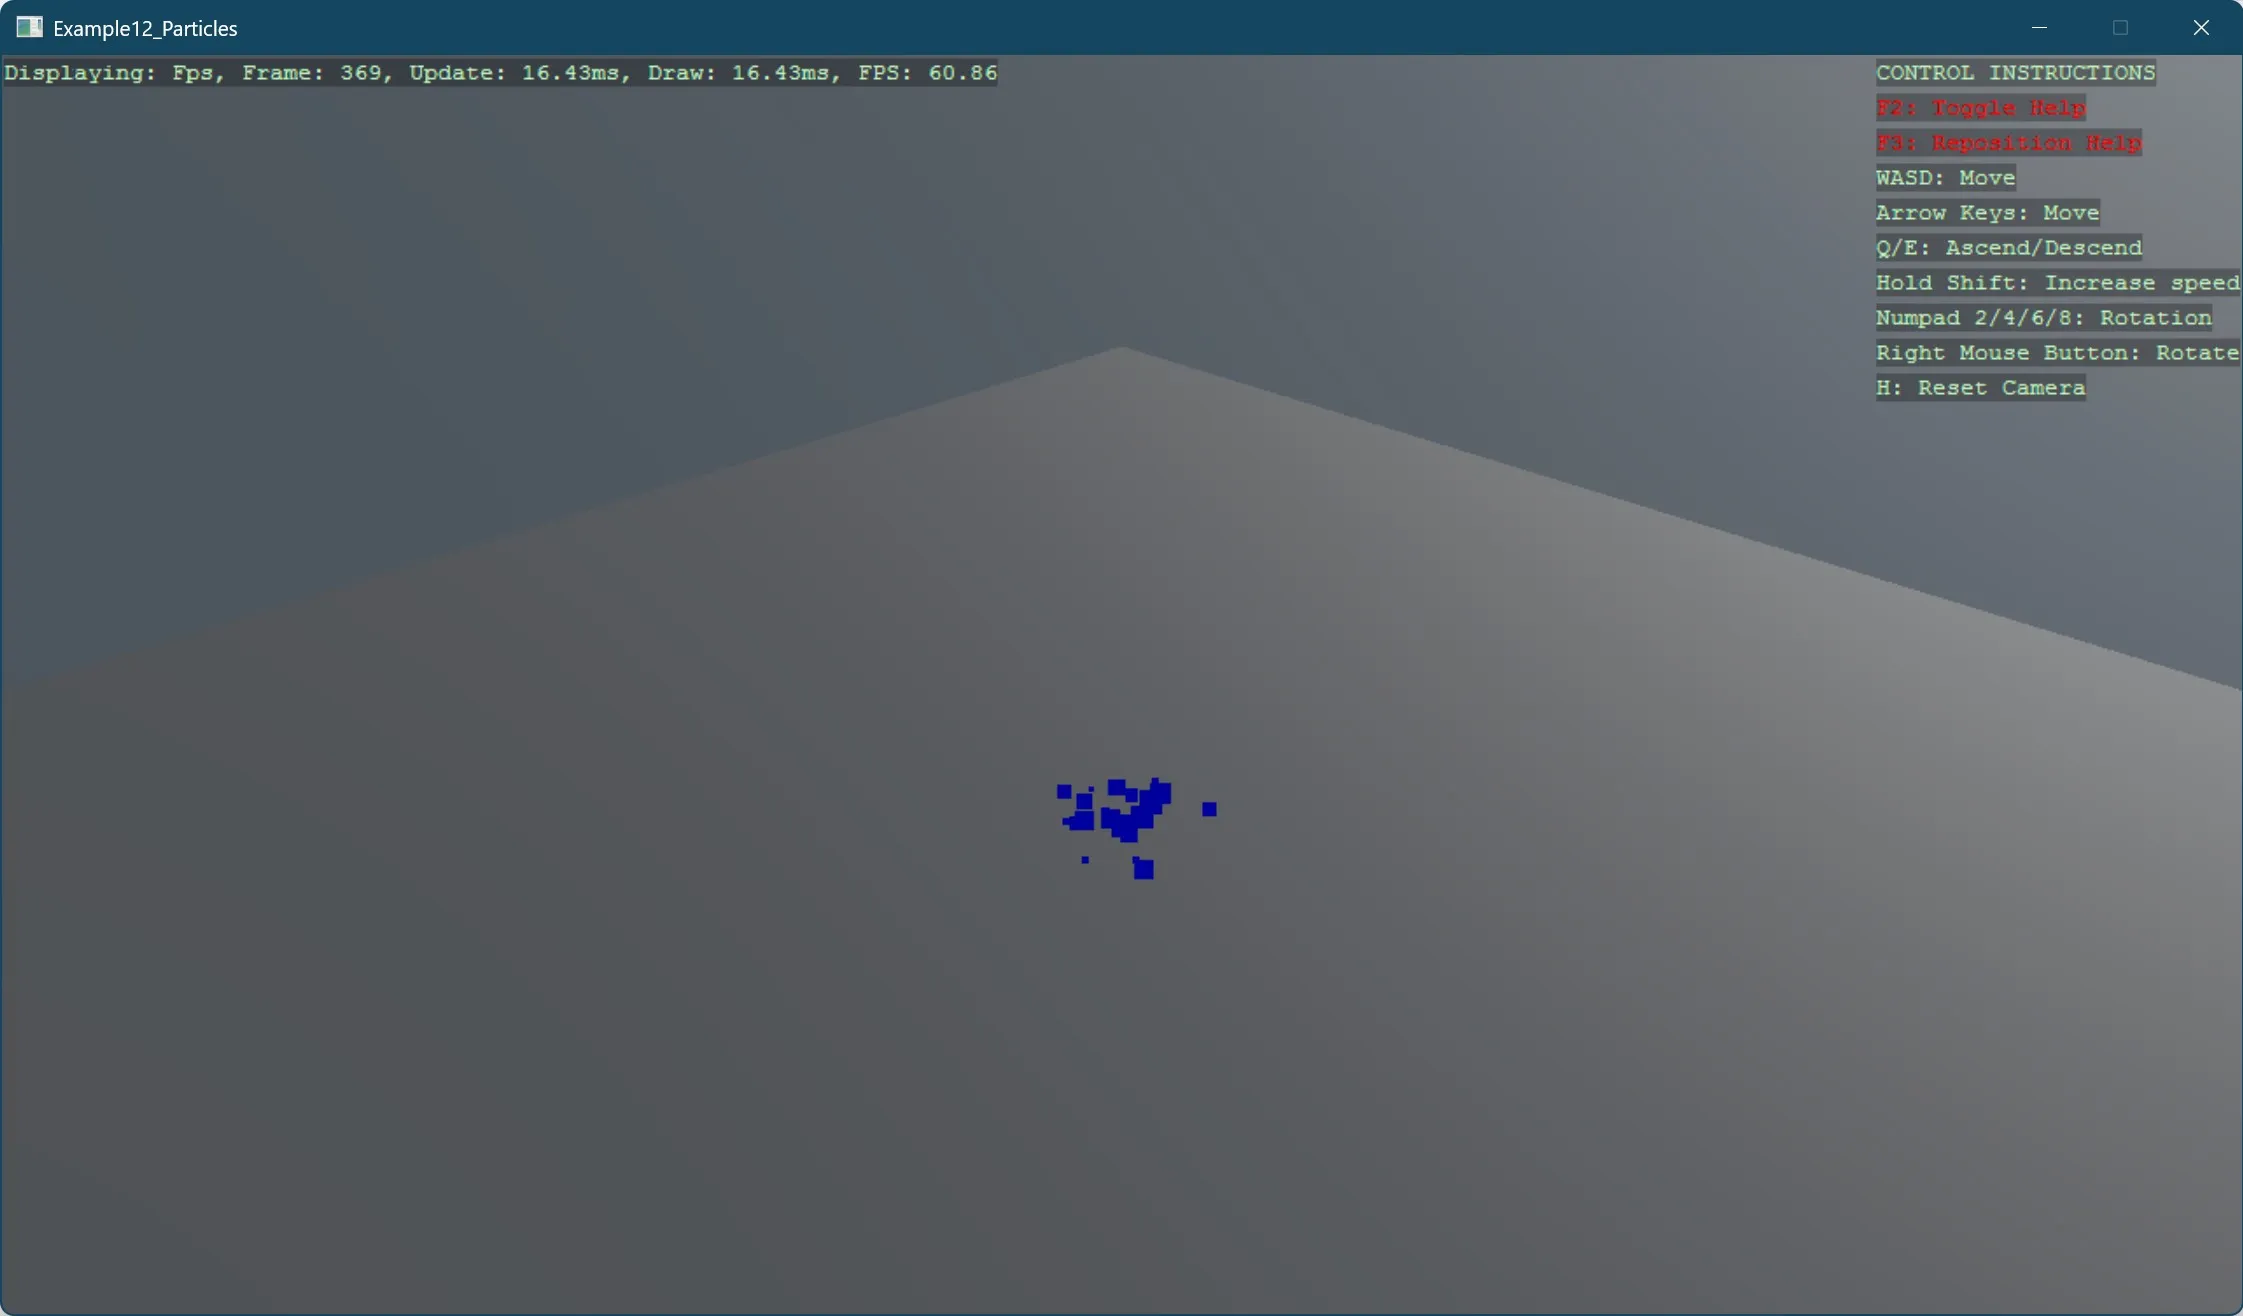 Example12_Particles
Displaying: Fps, Frame: 369, Update: 16.43ms, Draw: 16.43ms, FPS: 60.86
CONTROL INSTRUCTIONS
F2: Toggle Help
F3: Reposition Help
WASD: Move
Arrow Keys: Move
Q/E: Ascend/Descend
Hold Shift: Increase speed
Numpad 2/4/6/8: Rotation
Right Mouse Button: Rotate
H: Reset Camera